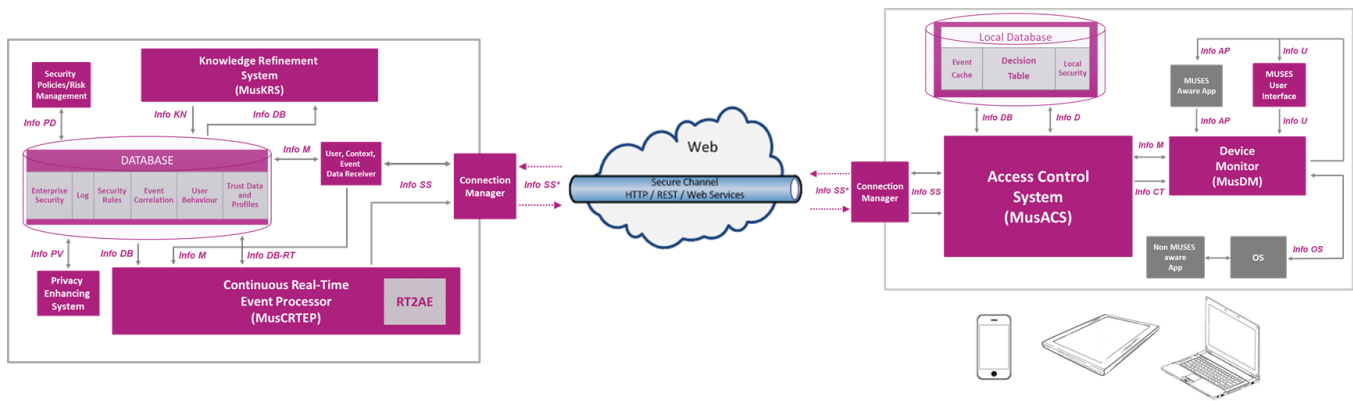 Knowledge Refinement
System
(MusKRS)
Security
Policies/Risk
Management
Info PD
Info KN
Info DB
DATABASE
Enterprise
Security
Log
Security
Rules
Event
Correlation
User
Behaviour
Trust Data
and
Profiles
Info M
User, Context,
Event
Data Receiver
Info SS
Connection
Manager
Info SS*
Info PV
Info DB
Info M
Info DB-RT
Privacy
Enhancing
System
Continuous Real-Time
Event Processor
(MusCRTEP)
RT2AE
Web
Secure Channel
HTTP / REST / Web Services
Local Database
Event
Cache
Decision
Table
Local
Security
Info DB
Info D
Info SS*
Connection
Manager
Info SS
Access Control
System
(MusACS)
Info AP
Info U
MUSES
Aware App
MUSES
User
Interface
Info AP
Info U
Info M
Info CT
Device
Monitor
(MusDM)
Non MUSES
aware
App
OS
Info OS